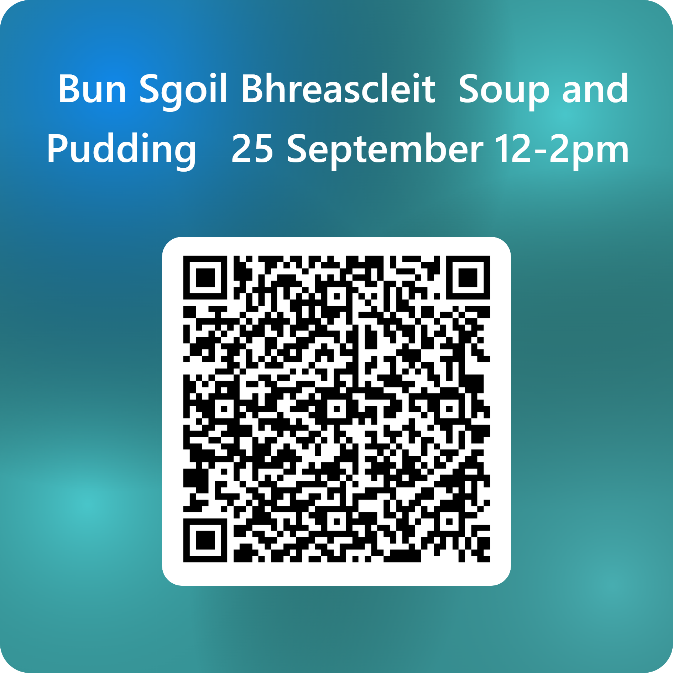 Bun Sgoil Bhreascleit  Soup and
Pudding   25 September 12-2pm